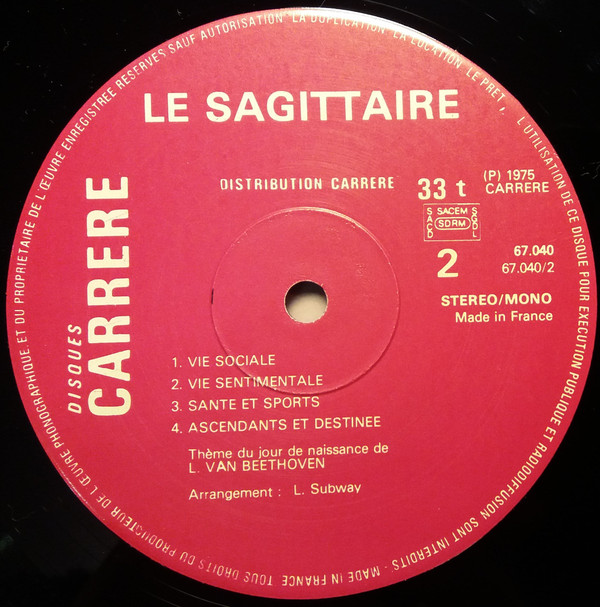 TOUS DROITS DU PRODUCTEUR DE L'ŒUVRE PHONOGRAPHIQUE ET DU PROPRIETAIRE DE L'ŒUVRE ENREGISTREE RESERVES SAUF AUTORISATION LA DUPLICATION LA LOCATION, LE PRET, L'UTILISATION DE CE DISQUE POUR EXECUTION PUBLIQUE ET RADIODIFFUSION SONT INTERDITS - MADE IN FRANCE
LE SAGITTAIRE
DISQUES
CARRERE
DISTRIBUTION CARRERE
33 t
(P) 1975
CARRERE
SACEM
SACD
SDRM
SGDL
2
67.040
67.040/2
STEREO/MONO
Made in France
1. VIE SOCIALE
2. VIE SENTIMENTALE
3. SANTE ET SPORTS
4. ASCENDANTS ET DESTINEE
Thème du jour de naissance de
L. VAN BEETHOVEN
Arrangement : L. Subway